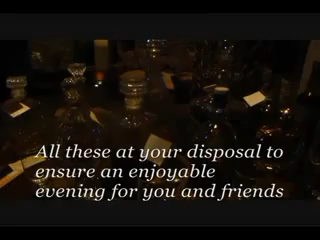 All these at your disposal to
ensure an enjoyable
evening for you and friends